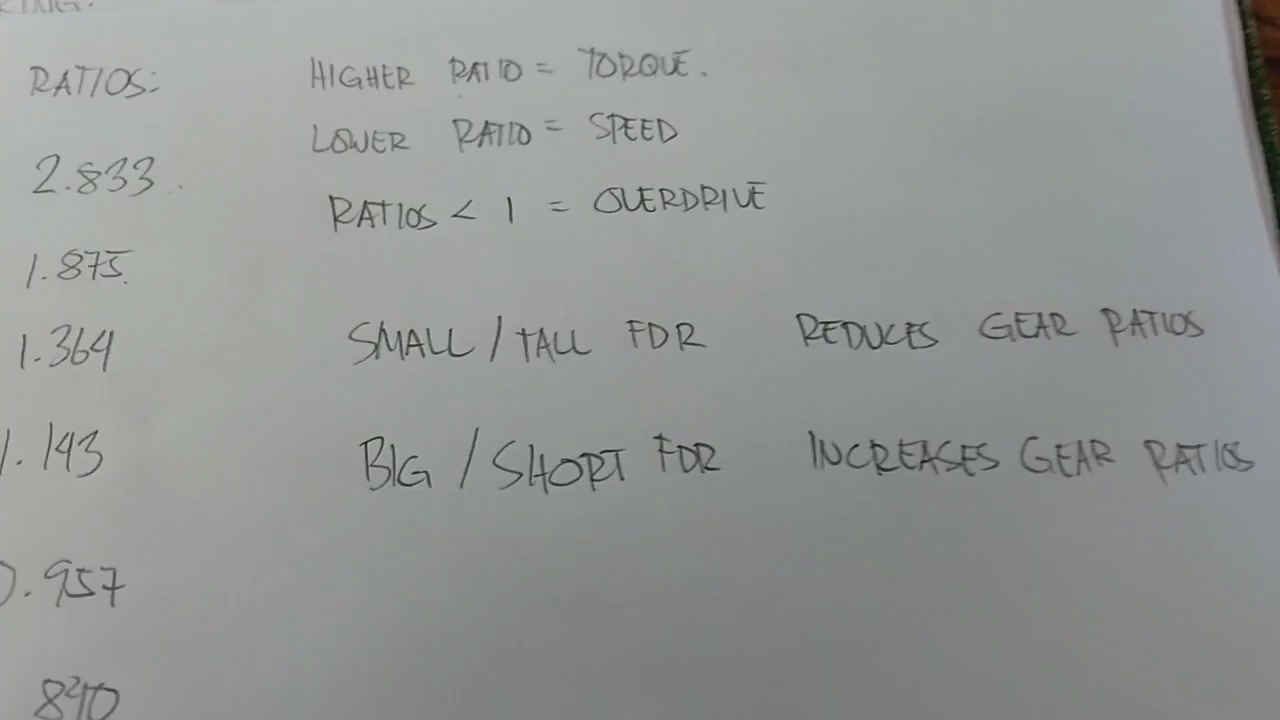 RATIOS:
HIGHER RATIO = TORQUE.
LOWER RATIO = SPEED
2.833
RATIOS < 1 = OVERDRIVE
1.875
SMALL / TALL FDR REDUCES GEAR RATIOS
1.364
1.143
BIG / SHORT FDR INCREASES GEAR RATIOS
0.957